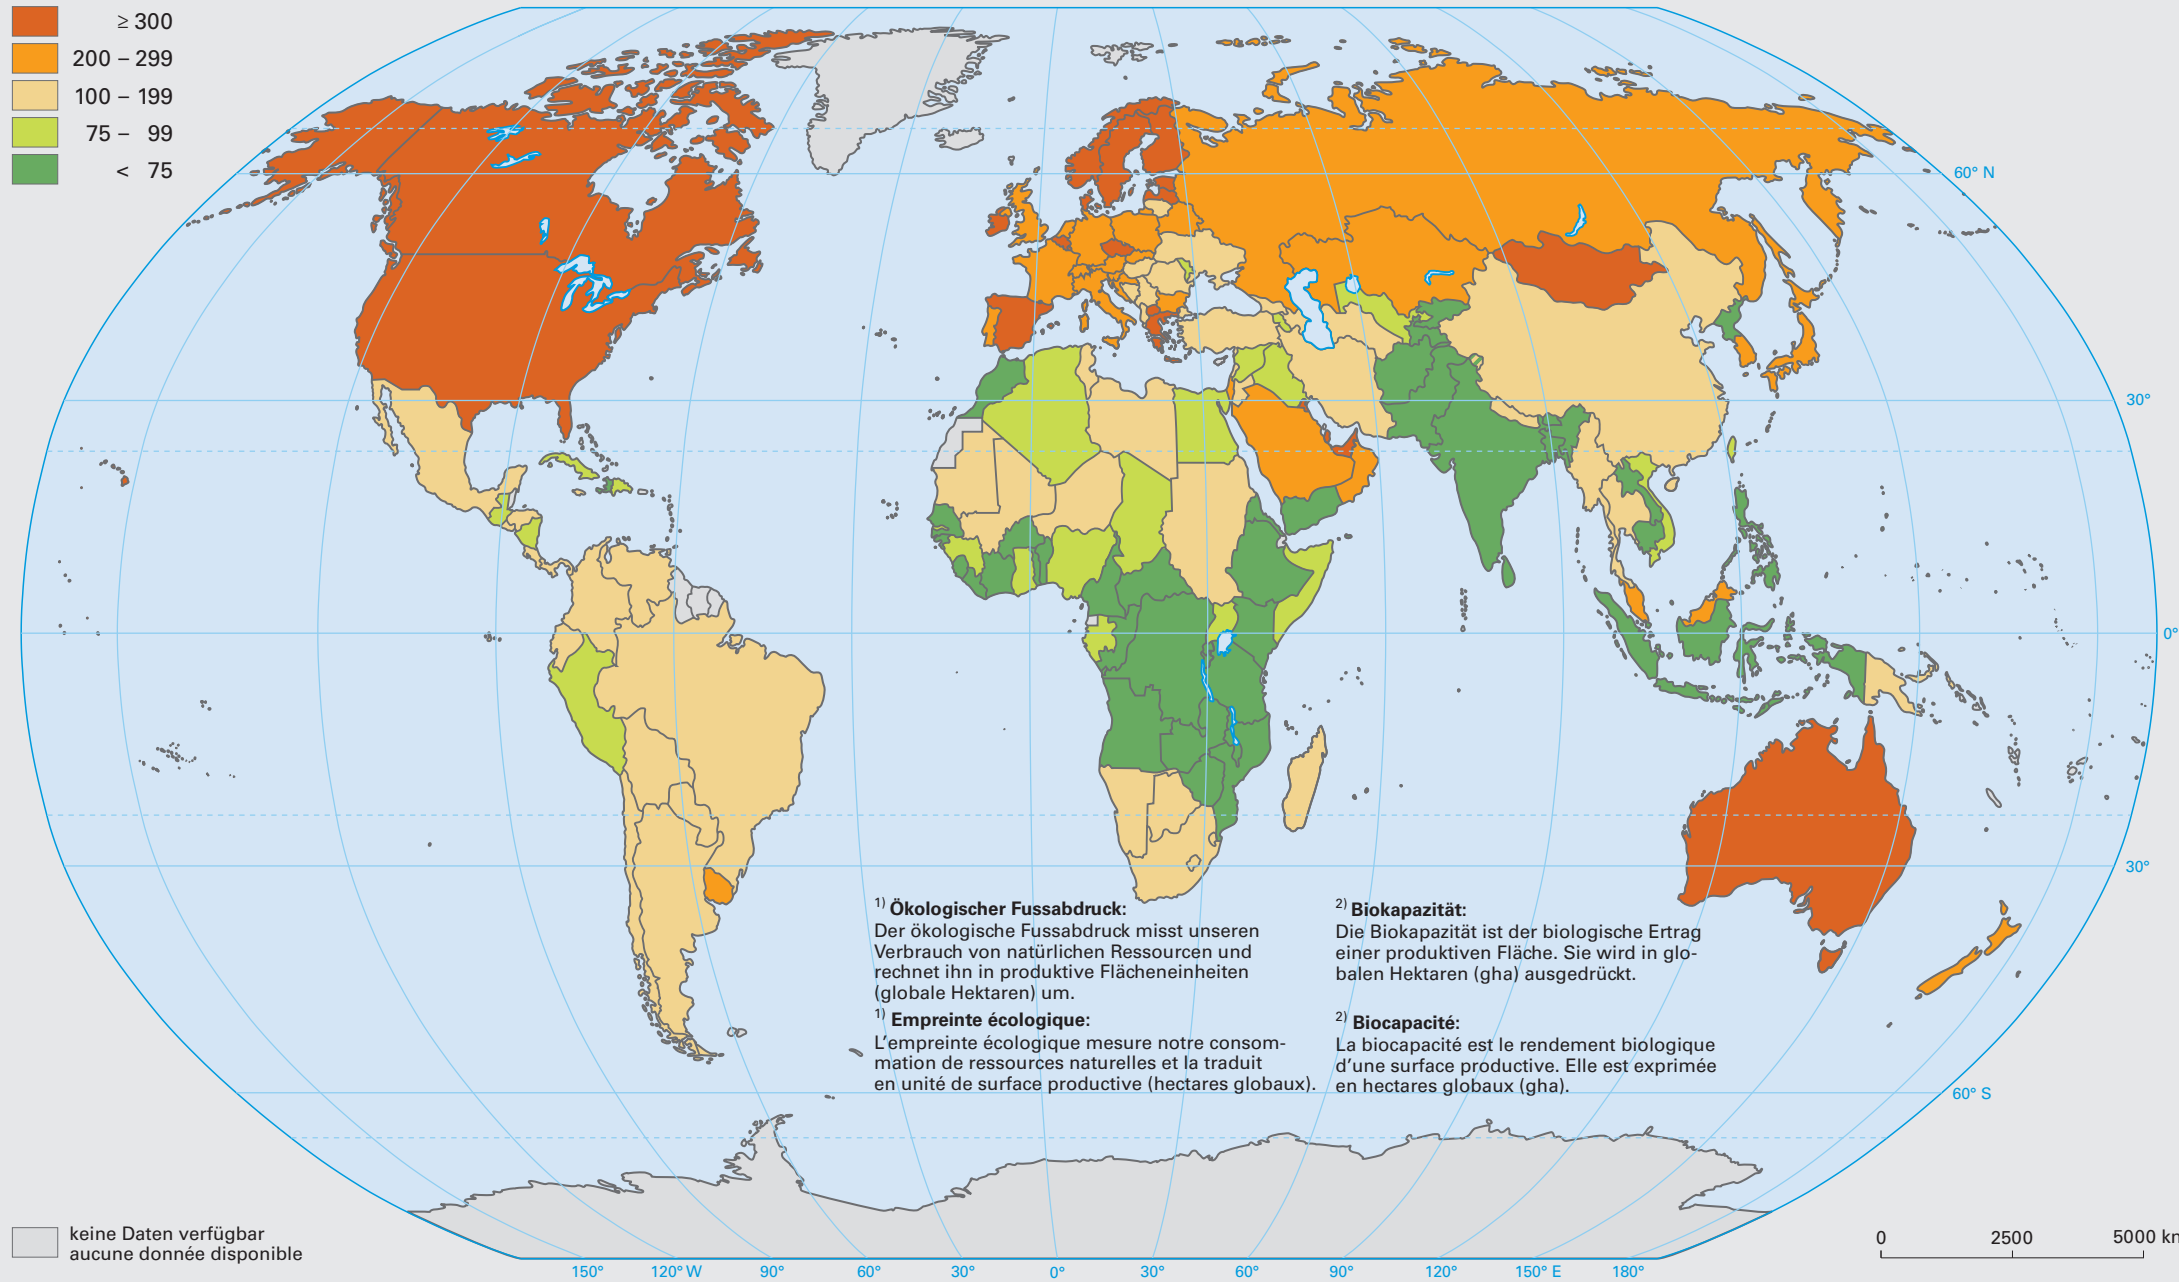 ≥ 300
200 – 299
100 – 199
75 – 99
< 75
60° N
30°
0°
30°
1) Ökologischer Fussabdruck:
Der ökologische Fussabdruck misst unseren
Verbrauch von natürlichen Ressourcen und
rechnet ihn in produktive Flächeneinheiten
(globale Hektaren) um.
1) Empreinte écologique:
L’empreinte écologique mesure notre consom-
mation de ressources naturelles et la traduit
en unité de surface productive (hectares globaux).
2) Biokapazität:
Die Biokapazität ist der biologische Ertrag
einer produktiven Fläche. Sie wird in glo-
balen Hektaren (gha) ausgedrückt.
2) Biocapacité:
La biocapacité est le rendement biologique
d’une surface productive. Elle est exprimée
en hectares globaux (gha).
60° S
keine Daten verfügbar
aucune donnée disponible
0 2500 5000 km
150° 120° W 90° 60° 30° 0° 30° 60° 90° 120° 150° E 180°